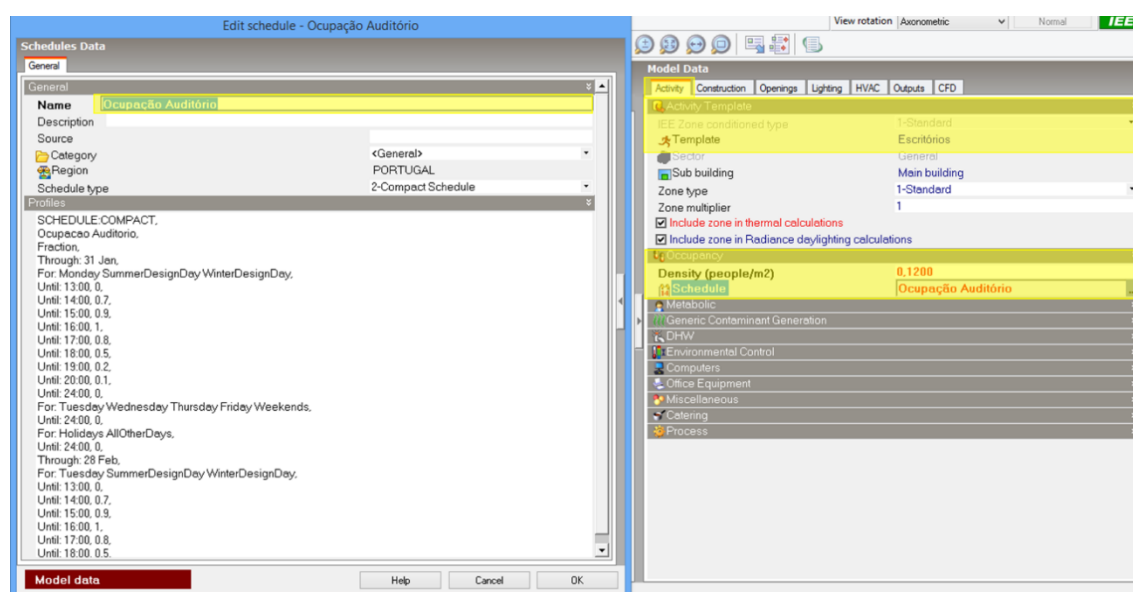 Edit schedule - Ocupação Auditório
Schedules Data
General
General
Name Ocupação Auditório
Description
Source
Category <General>
Region PORTUGAL
Schedule type 2-Compact Schedule
Profiles
SCHEDULE:COMPACT,
Ocupacao Auditorio,
Fraction,
Through: 31 Jan,
For: Monday SummerDesignDay WinterDesignDay,
Until: 13:00, 0,
Until: 14:00, 0.7,
Until: 15:00, 0.9,
Until: 16:00, 1,
Until: 17:00, 0.8,
Until: 18:00, 0.5,
Until: 19:00, 0.2,
Until: 20:00, 0.1,
Until: 24:00, 0,
For: Tuesday Wednesday Thursday Friday Weekends,
Until: 24:00, 0,
For: Holidays AllOtherDays,
Until: 24:00, 0,
Through: 28 Feb,
For: Tuesday SummerDesignDay WinterDesignDay,
Until: 13:00, 0,
Until: 14:00, 0.7,
Until: 15:00, 0.9,
Until: 16:00, 1,
Until: 17:00, 0.8,
Until: 18:00, 0.5.
Model data Help Cancel OK
View rotation Axonometric Normal IEE
Model Data
Activity Construction Openings Lighting HVAC Outputs CFD
Activity Template
IEE Zone conditioned type 1-Standard
Template Escritórios
Sector General
Sub building Main building
Zone type 1-Standard
Zone multiplier 1
Include zone in thermal calculations
Include zone in Radiance daylighting calculations
Occupancy
Density (people/m2) 0,1200
Schedule Ocupação Auditório
Metabolic
Generic Contaminant Generation
DHW
Environmental Control
Computers
Office Equipment
Miscellaneous
Catering
Process